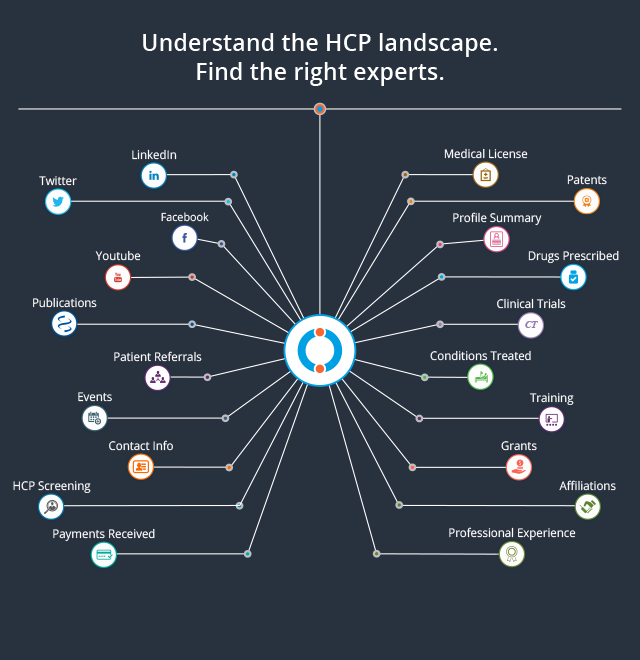 Understand the HCP landscape.
Find the right experts.
LinkedIn
Twitter
Facebook
Youtube
Publications
Patient Referrals
Events
Contact Info
HCP Screening
Payments Received
Medical License
Patents
Profile Summary
Drugs Prescribed
Clinical Trials
CT
Conditions Treated
Training
Grants
Affiliations
Professional Experience